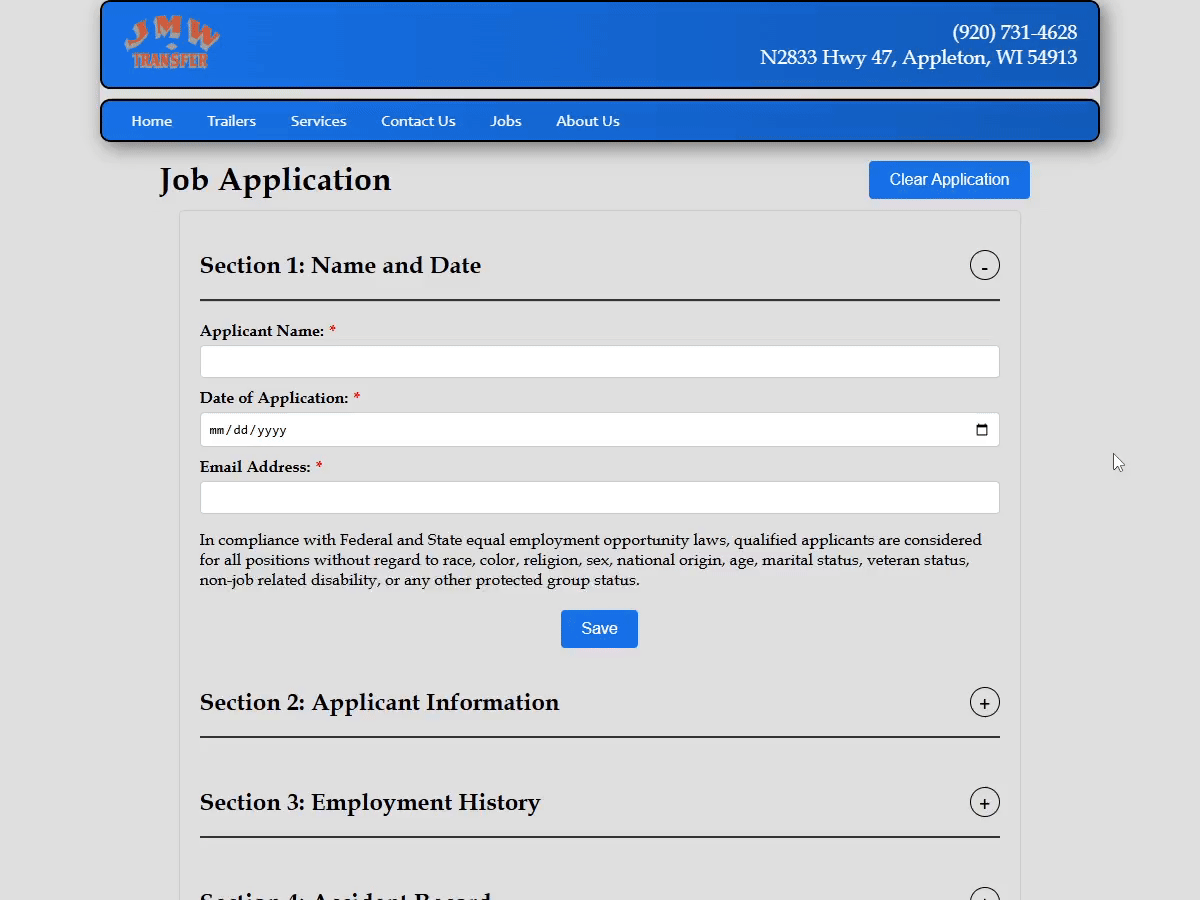 JMW
TRANSFER
(920) 731-4628
N2833 Hwy 47, Appleton, WI 54913
Home Trailers Services Contact Us Jobs About Us
Job Application
Clear Application
Section 1: Name and Date
-
Applicant Name: *
Date of Application: *
mm/dd/yyyy
Email Address: *
In compliance with Federal and State equal employment opportunity laws, qualified applicants are considered
for all positions without regard to race, color, religion, sex, national origin, age, marital status, veteran status,
non-job related disability, or any other protected group status.
Save
Section 2: Applicant Information
+
Section 3: Employment History
+
Section 4: Accident Record
+